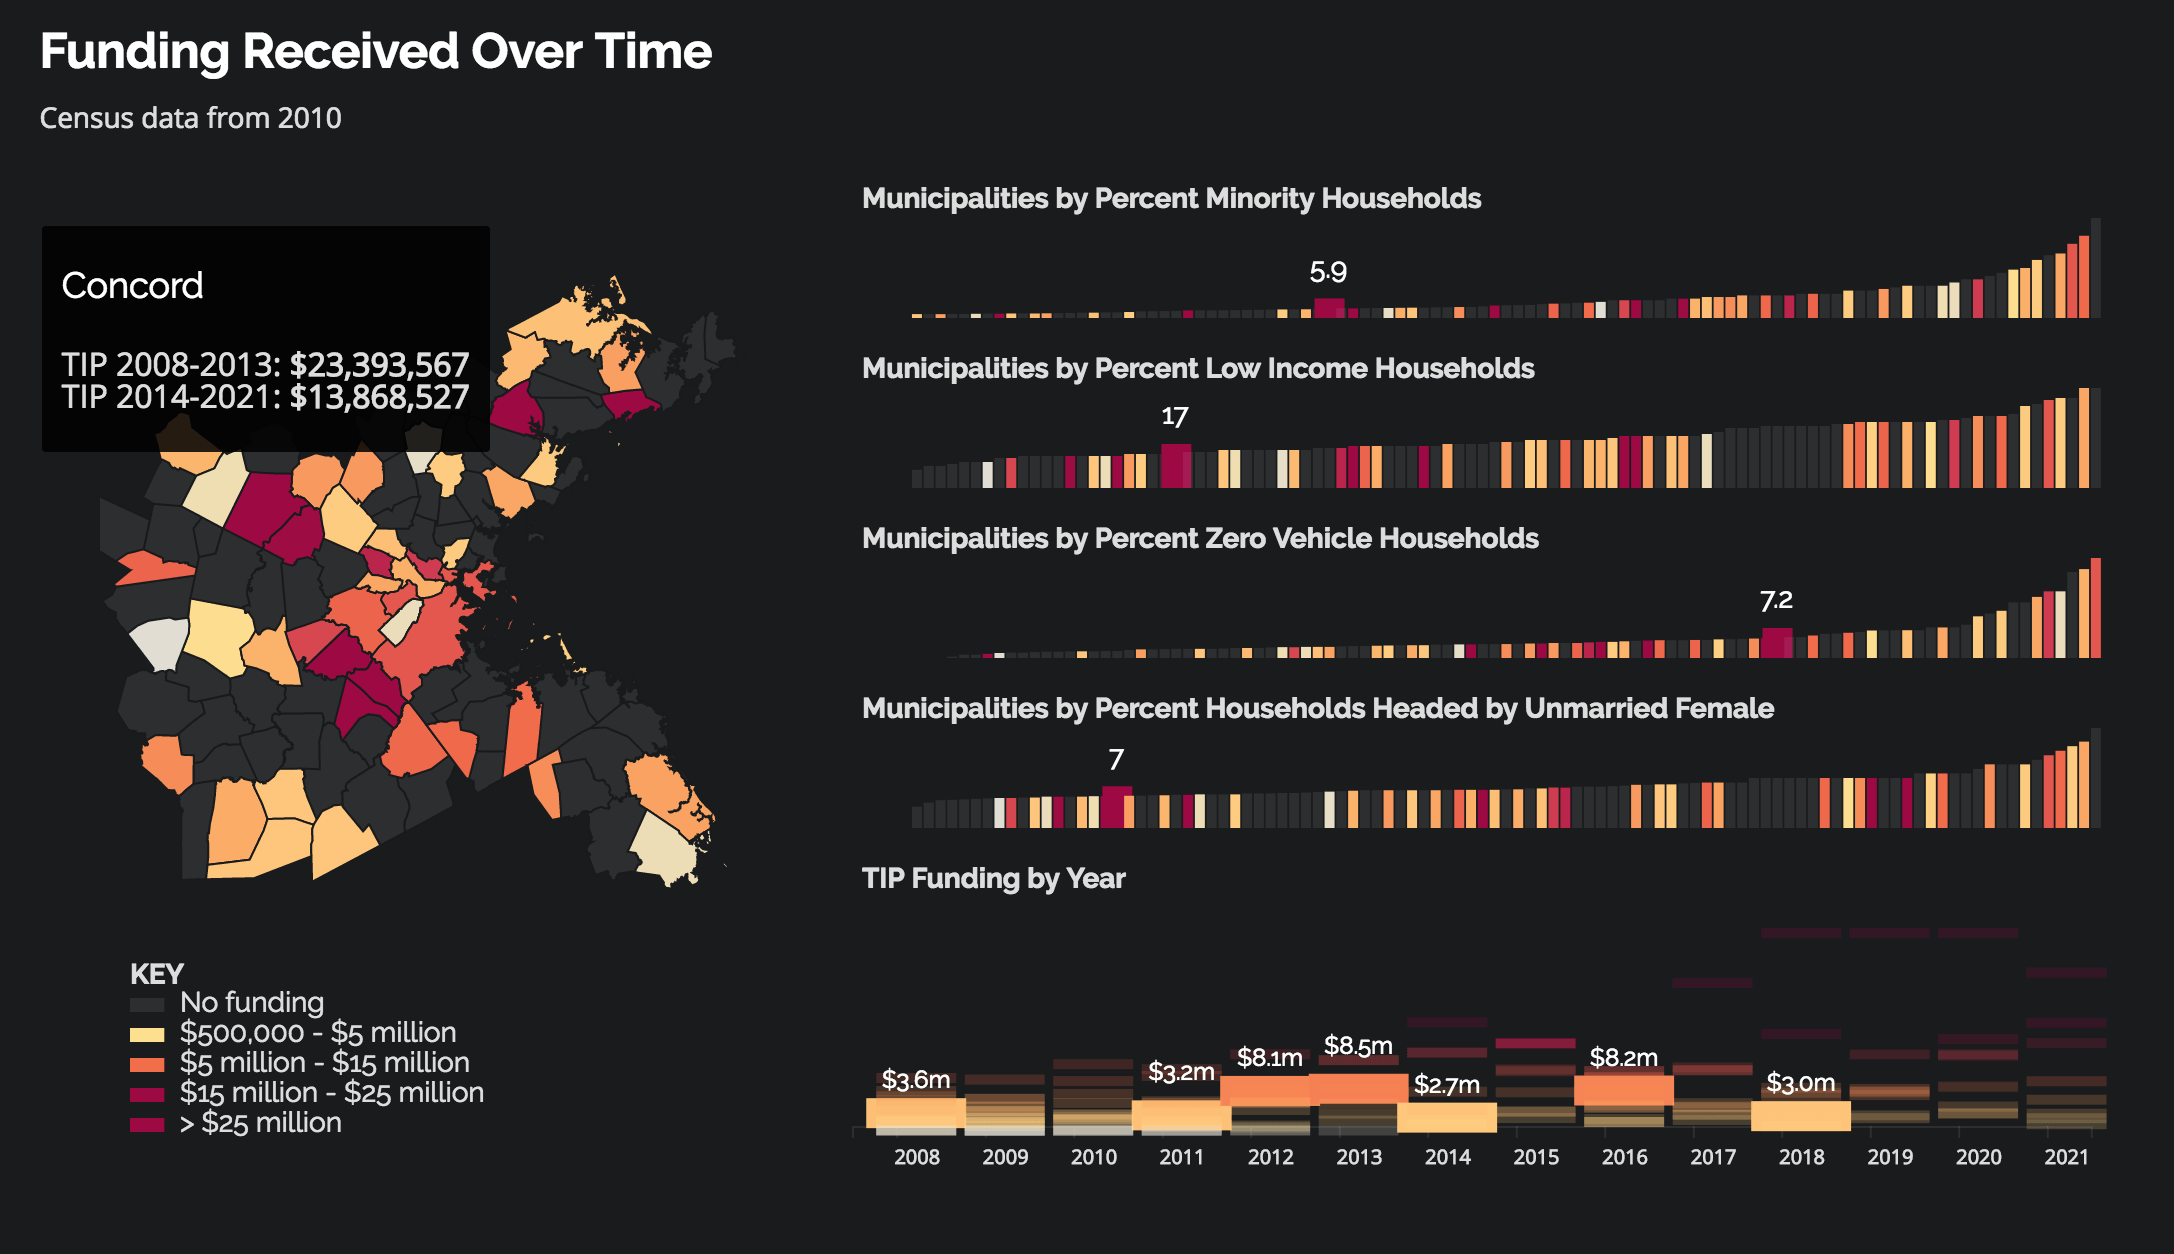 Funding Received Over Time
Census data from 2010
Concord
TIP 2008-2013: $23,393,567
TIP 2014-2021: $13,868,527
KEY
No funding
$500,000 - $5 million
$5 million - $15 million
$15 million - $25 million
> $25 million
Municipalities by Percent Minority Households
5.9
Municipalities by Percent Low Income Households
17
Municipalities by Percent Zero Vehicle Households
7.2
Municipalities by Percent Households Headed by Unmarried Female
7
TIP Funding by Year
$3.6m $3.2m $8.1m $8.5m $2.7m $8.2m $3.0m
2008 2009 2010 2011 2012 2013 2014 2015 2016 2017 2018 2019 2020 2021